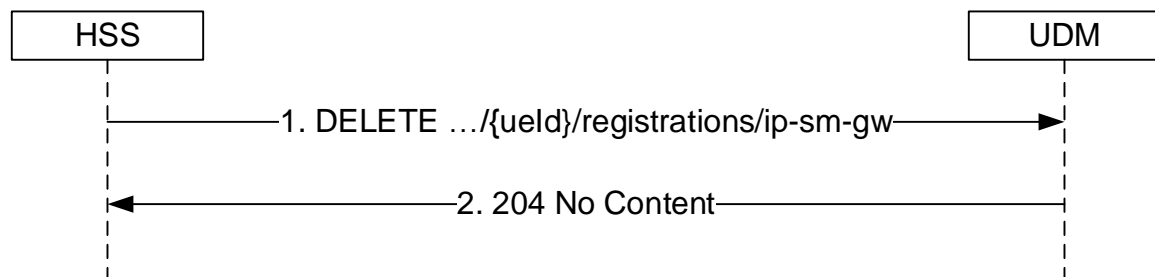 HSS
UDM
1. DELETE …/{ueId}/registrations/ip-sm-gw
2. 204 No Content